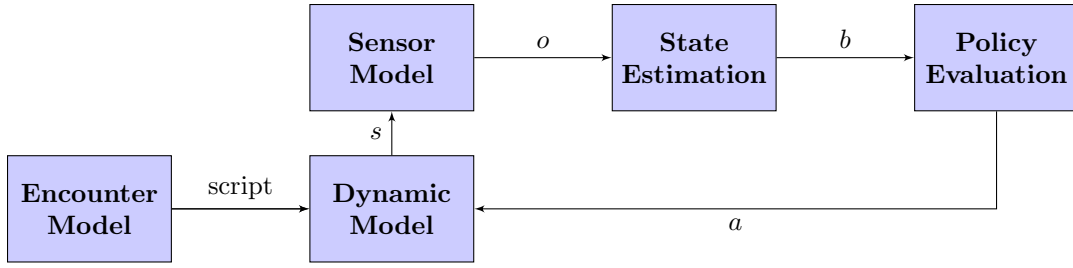 Sensor
Model
o
State
Estimation
b
Policy
Evaluation
s
Encounter
Model
script
Dynamic
Model
a